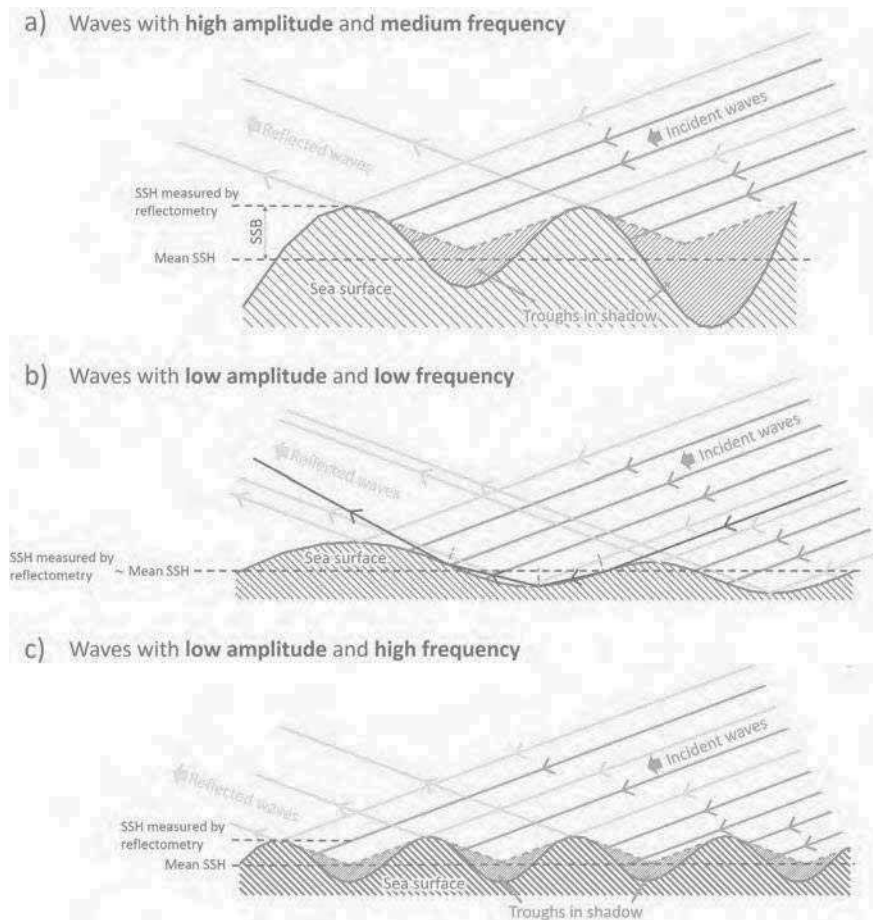 a) Waves with high amplitude and medium frequency
Incident waves
Reflected waves
SSH measured by
reflectometry
SSB
Mean SSH
Sea surface
Troughs in shadow
b) Waves with low amplitude and low frequency
Incident waves
Reflected waves
Sea surface
SSH measured by
reflectometry
~ Mean SSH
c) Waves with low amplitude and high frequency
Incident waves
Reflected waves
SSH measured by
reflectometry
Mean SSH
Sea surface
Troughs in shadow